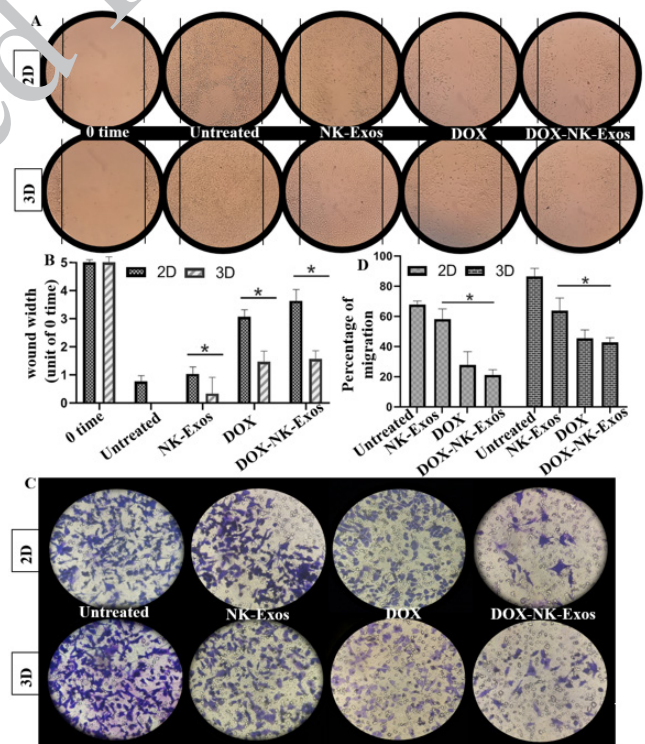 A
2D
0 time Untreated NK-Exos DOX DOX-NK-Exos
3D
B
wound width
(unit of 0 time)
5
4
3
2
1
0
2D 3D
*
*
*
0 time
Untreated
NK-Exos
DOX
DOX-NK-Exos
D
Percentage of
migration
100
80
60
40
20
0
2D 3D
*
*
Untreated
NK-Exos
DOX
DOX-NK-Exos
Untreated
NK-Exos
DOX
DOX-NK-Exos
C
2D
Untreated NK-Exos DOX DOX-NK-Exos
3D